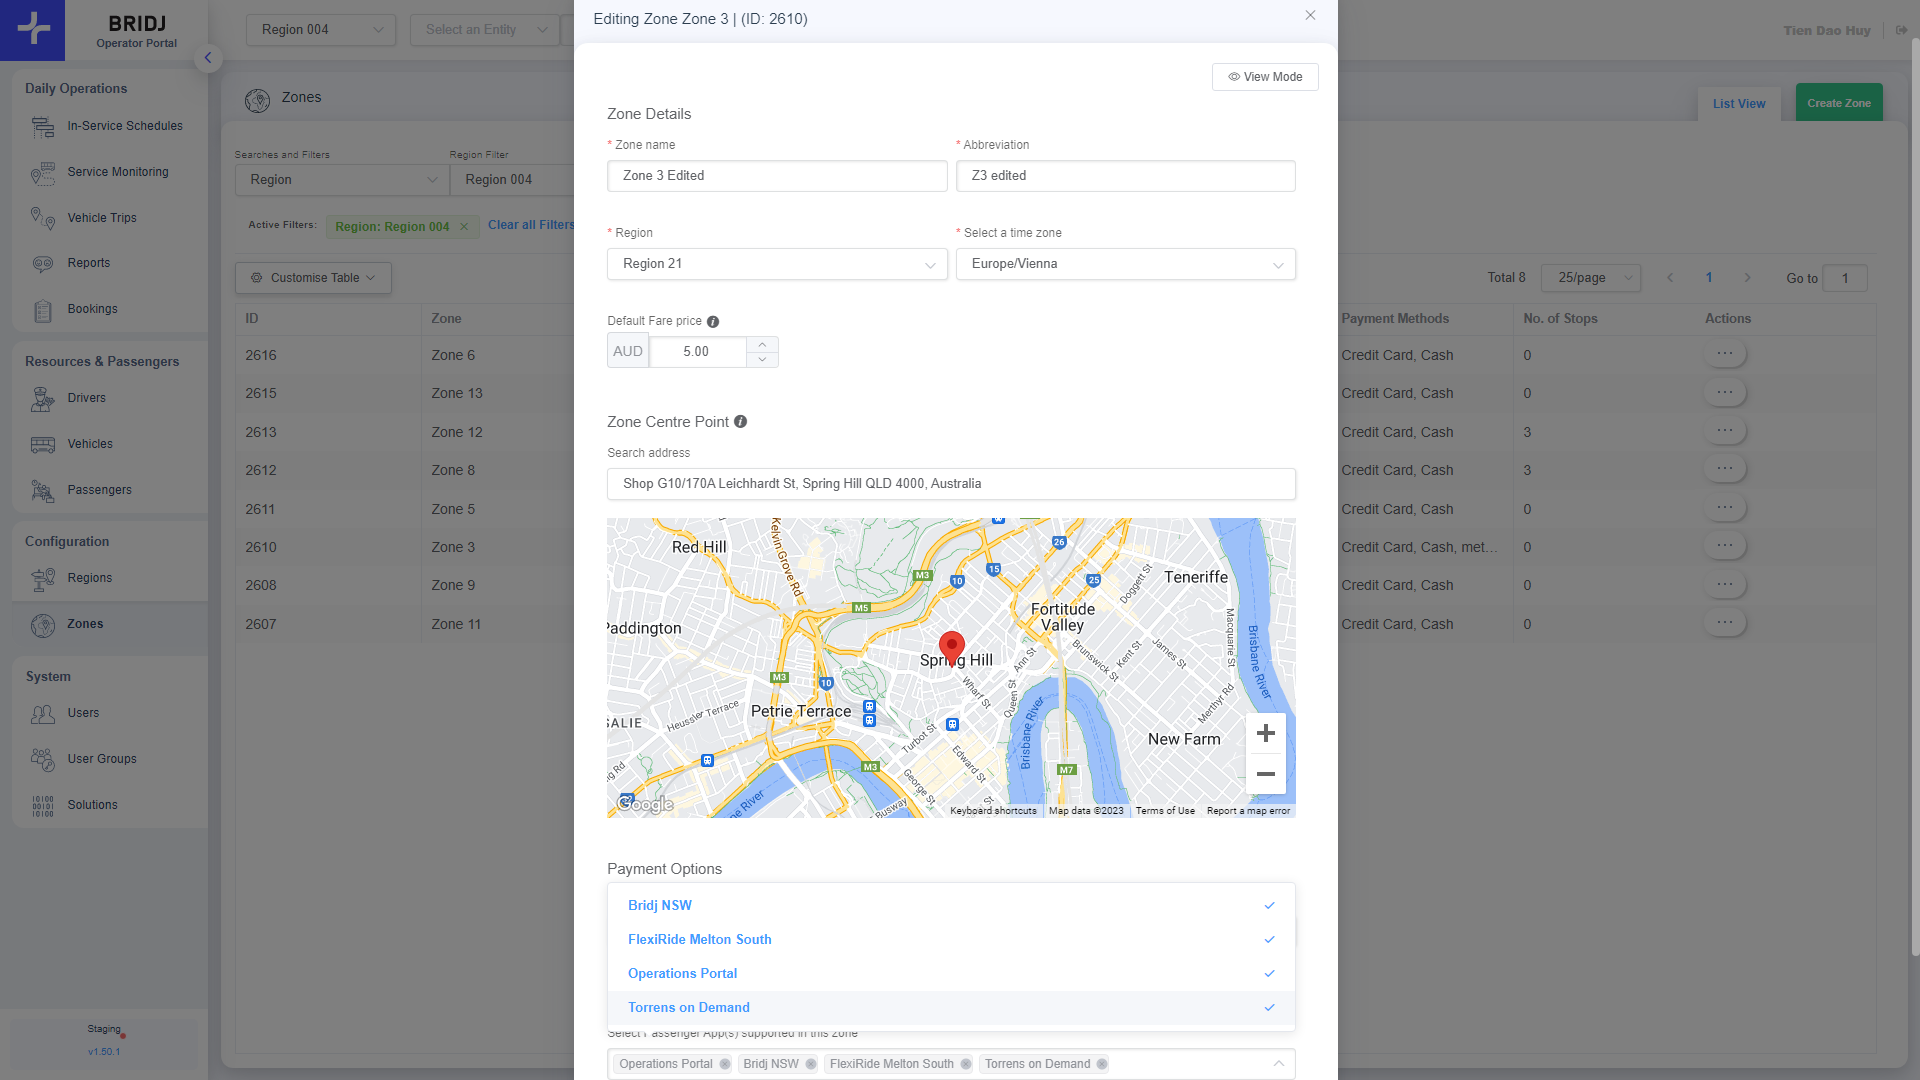 Editing Zone Zone 3 | (ID: 2610)
BRIDJ
Operator Portal
Region 004
Select an Entity
Tien Dao Huy
View Mode
Daily Operations
In-Service Schedules
Service Monitoring
Vehicle Trips
Reports
Bookings
Resources & Passengers
Drivers
Vehicles
Passengers
Configuration
Regions
Zones
System
Users
User Groups
Solutions
Staging
v1.50.1
Zones
List View
Create Zone
Searches and Filters
Region Filter
Region
Region 004
Active Filters:
Region: Region 004
Clear all Filters
Customise Table
Total 8
25/page
1
Go to
1
ID
Zone
Payment Methods
No. of Stops
Actions
2616
Zone 6
Credit Card, Cash
0
2615
Zone 13
Credit Card, Cash
0
2613
Zone 12
Credit Card, Cash
3
2612
Zone 8
Credit Card, Cash
3
2611
Zone 5
Credit Card, Cash
0
2610
Zone 3
Credit Card, Cash, met...
0
2608
Zone 9
Credit Card, Cash
0
2607
Zone 11
Credit Card, Cash
0
Zone Details
* Zone name
* Abbreviation
Zone 3 Edited
Z3 edited
* Region
* Select a time zone
Region 21
Europe/Vienna
Default Fare price
AUD
5.00
Zone Centre Point
Search address
Shop G10/170A Leichhardt St, Spring Hill QLD 4000, Australia
Red Hill
Kelvin Grove Rd
M3
10
15
26
25
Doggett St
Teneriffe
M5
Fortitude
Valley
Macquarie St
Paddington
Spring Hill
Ann St
Brunswick St
Kent St
James St
Brisbane River
M3
10
Wharf St
Queen St
Merthyr Rd
Heussler Terrace
Petrie Terrace
SALIE
Turbot St
Brisbane River
New Farm
Edward St
George St
M3
M7
ng Rd
ne River
Busway
Google
Keyboard shortcuts
Map data ©2023
Terms of Use
Report a map error
Payment Options
Bridj NSW
FlexiRide Melton South
Operations Portal
Torrens on Demand
Select Passenger App(s) supported in this zone
Operations Portal
Bridj NSW
FlexiRide Melton South
Torrens on Demand